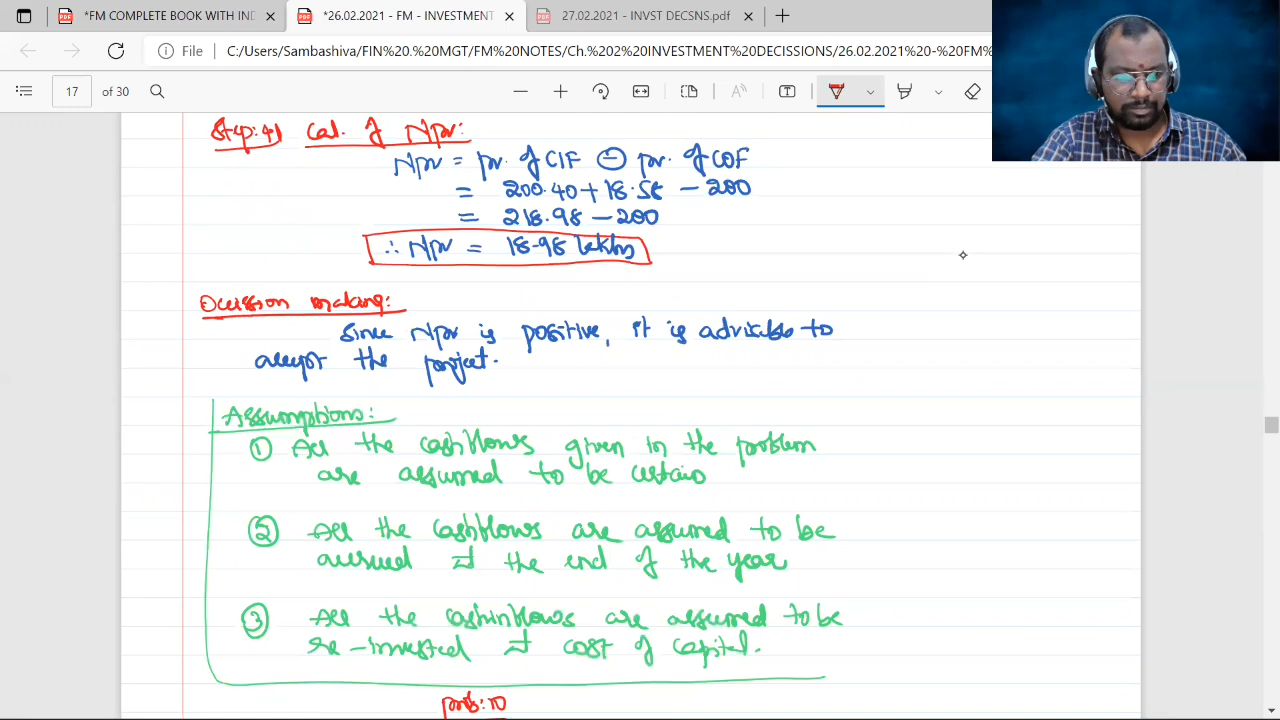 *FM COMPLETE BOOK WITH IND
*26.02.2021 - FM - INVESTMENT
27.02.2021 - INVST DECSNS.pdf
File C:/Users/Sambashiva/FIN%20.%20MGT/FM%20NOTES/Ch.%202%20INVESTMENT%20DECISSIONS/26.02.2021%20-%20FM%
17 of 30
Step:4) Cal. of Npv:
Npv = pv. of CIF - pv. of COF
= 200.40 + 18.58 - 200
= 218.98 - 200
∴ Npv = 18.98 lakhs
Decission making:
since Npv is positive, it is advisable to
accept the project.
Assumptions:
① All the cashflows given in the problem
are assumed to be certain
② All the cashflows are assumed to be
accrued at the end of the year
③ All the cashinflows are assumed to be
re-invested at cost of capital.
prob:10